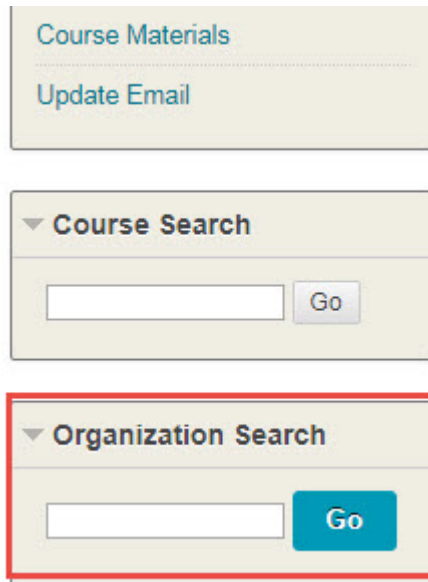 Course Materials
Update Email
Course Search
Go
Organization Search
Go